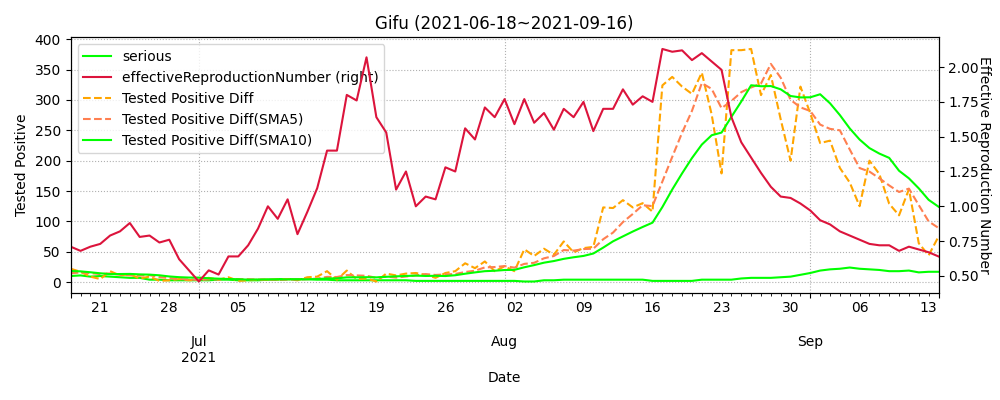 Gifu (2021-06-18~2021-09-16)
serious
effectiveReproductionNumber (right)
Tested Positive Diff
Tested Positive Diff(SMA5)
Tested Positive Diff(SMA10)
Tested Positive
400
350
300
250
200
150
100
50
0
2.00
1.75
1.50
1.25
1.00
0.75
0.50
Effective Reproduction Number
21 28 05 12 19 26 02 09 16 23 30 06 13
Jul Aug Sep
2021
Date